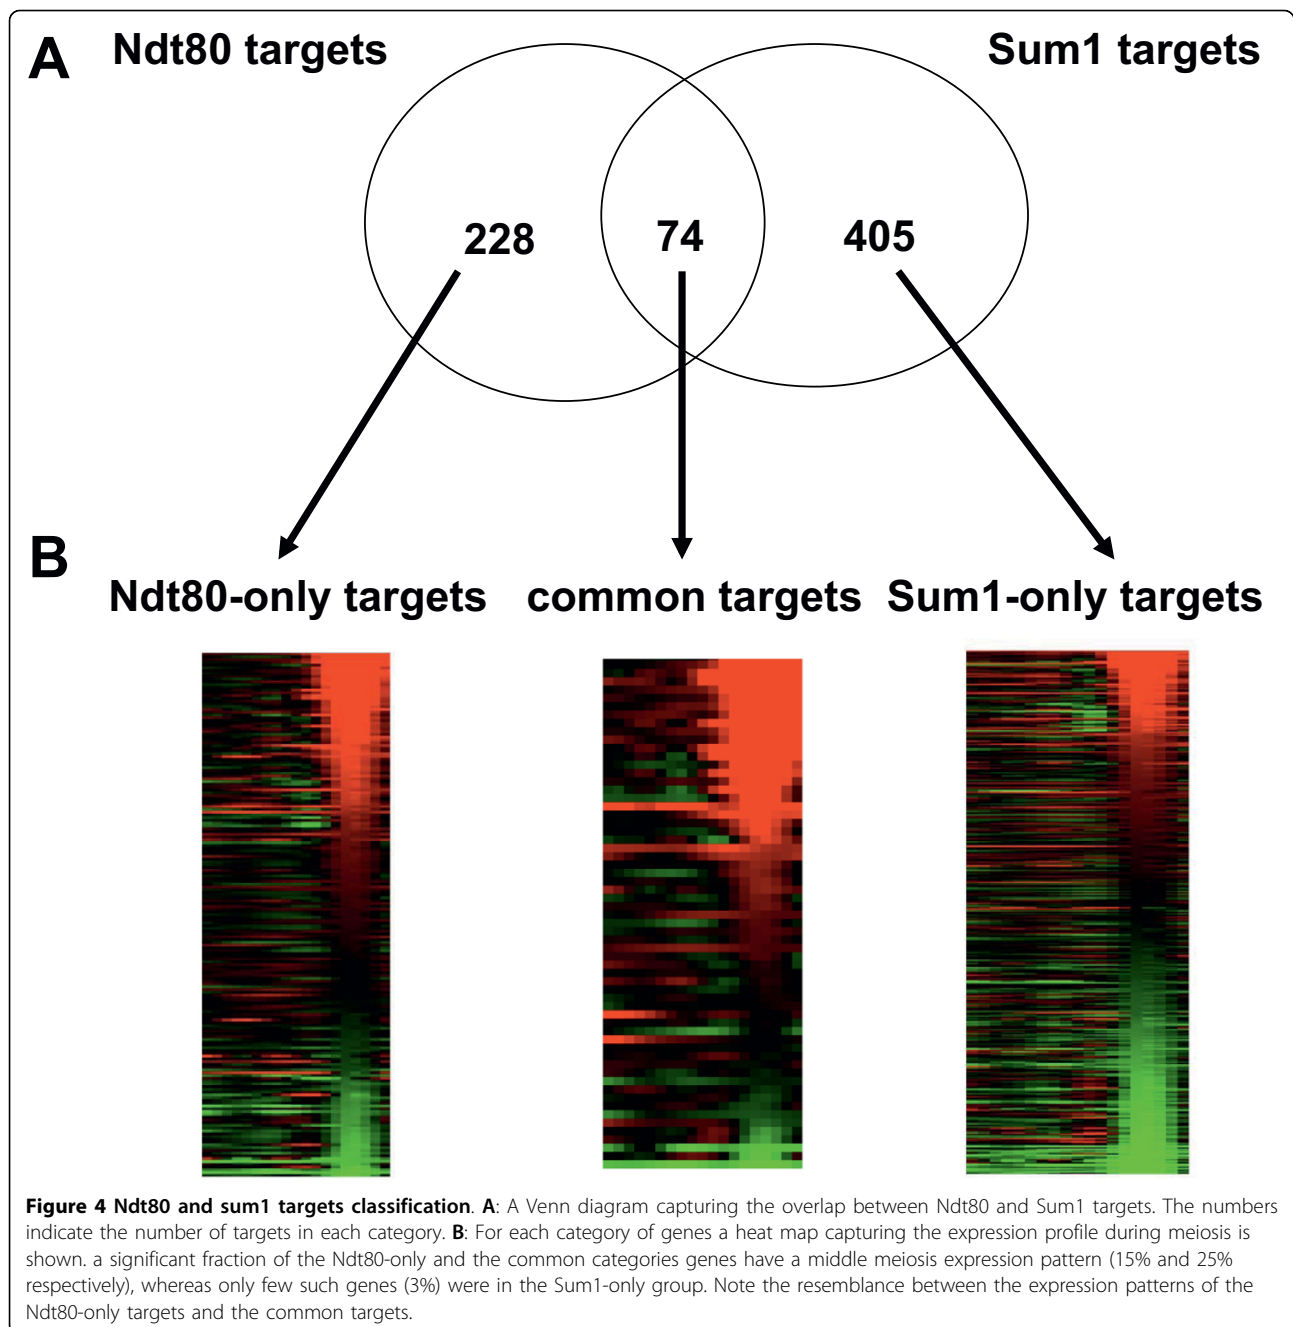 A
Ndt80 targets
Sum1 targets
228
74
405
B
Ndt80-only targets
common targets
Sum1-only targets
Figure 4 Ndt80 and sum1 targets classification. A: A Venn diagram capturing the overlap between Ndt80 and Sum1 targets. The numbers
indicate the number of targets in each category. B: For each category of genes a heat map capturing the expression profile during meiosis is
shown. a significant fraction of the Ndt80-only and the common categories genes have a middle meiosis expression pattern (15% and 25%
respectively), whereas only few such genes (3%) were in the Sum1-only group. Note the resemblance between the expression patterns of the
Ndt80-only targets and the common targets.